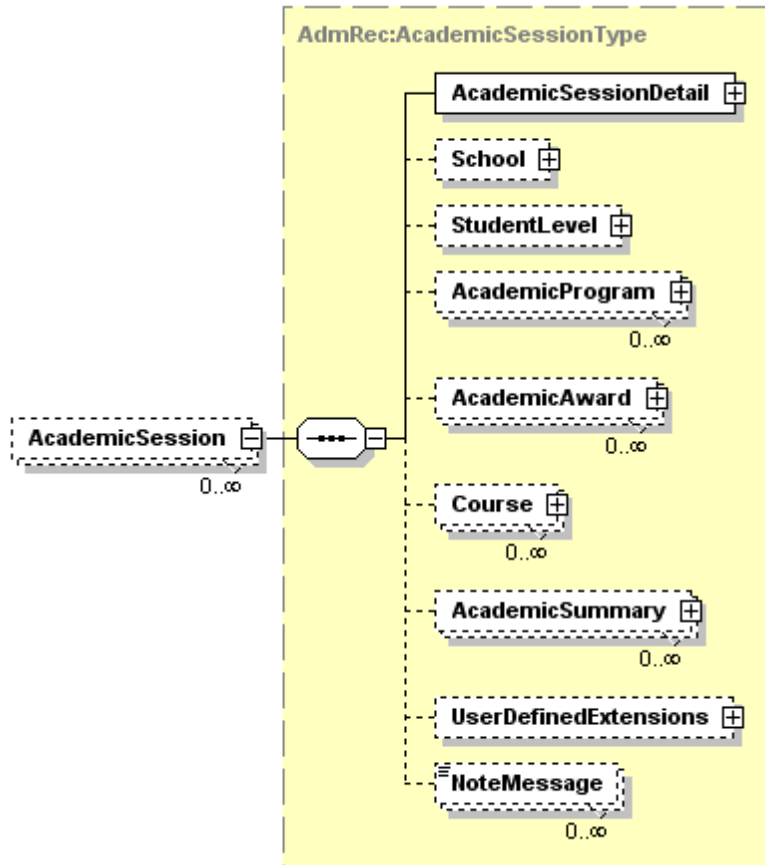 AdmRec:AcademicSessionType
AcademicSessionDetail
School
StudentLevel
AcademicProgram
0..∞
AcademicAward
0..∞
AcademicSession
0..∞
Course
0..∞
AcademicSummary
0..∞
UserDefinedExtensions
NoteMessage
0..∞